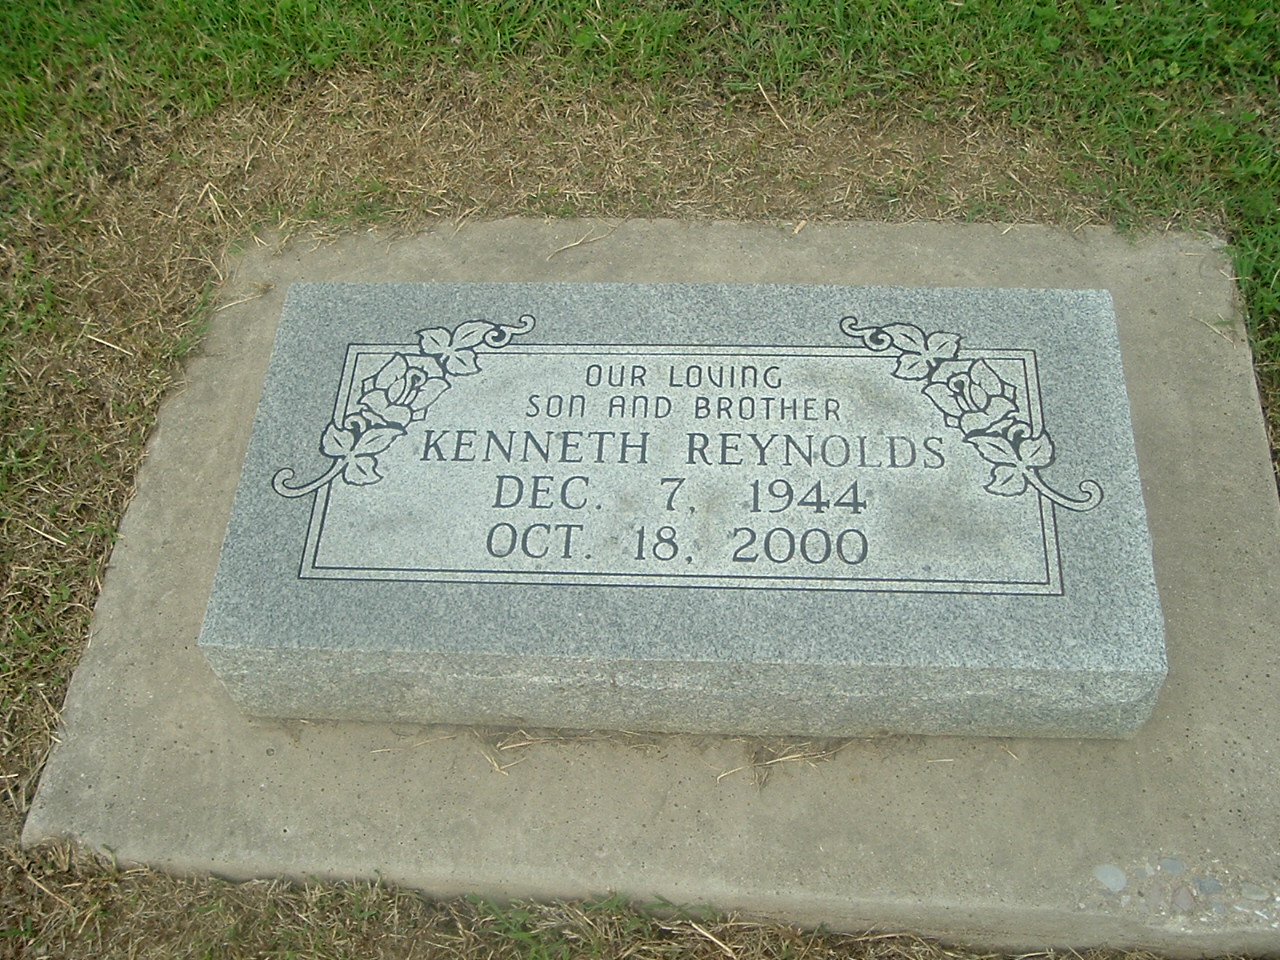 OUR LOVING
SON AND BROTHER
KENNETH REYNOLDS
DEC. 7, 1944
OCT. 18, 2000